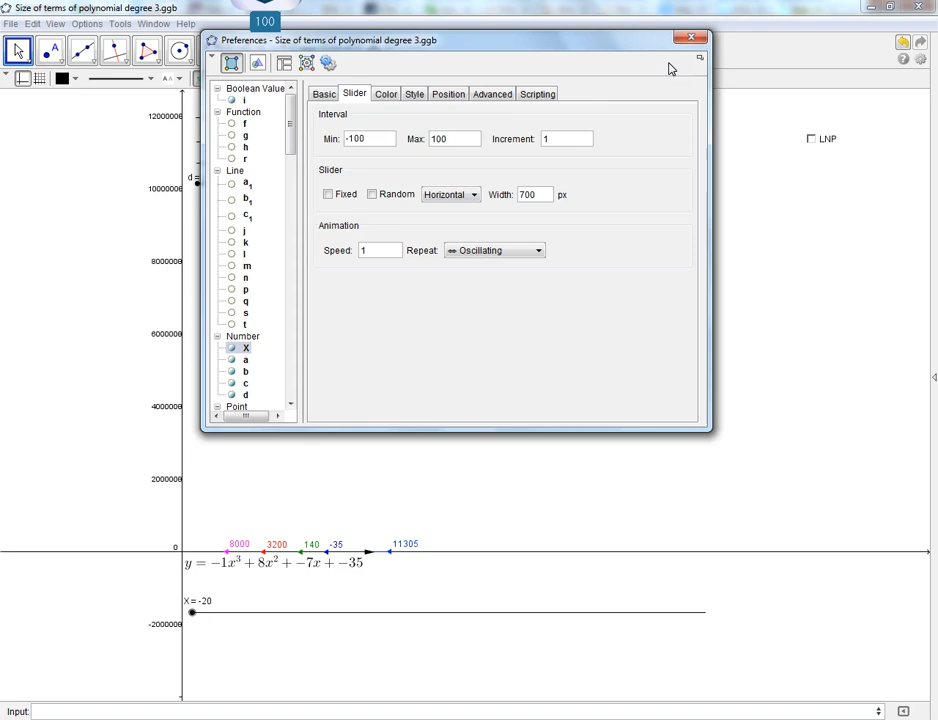 Size of terms of polynomial degree 3.ggb
100
File Edit View Options Tools Window Help
Preferences - Size of terms of polynomial degree 3.ggb
A
AA
Boolean Value
i
Function
f
g
h
r
Line
a1
b1
c1
j
k
l
m
n
p
q
s
t
Number
X
a
b
c
d
Point
Basic Slider Color Style Position Advanced Scripting
Interval
Min: -100 Max: 100 Increment: 1
Slider
Fixed Random Horizontal Width: 700 px
Animation
Speed: 1 Repeat: ⇔ Oscillating
LNP
12000000
d=
10000000
8000000
6000000
4000000
2000000
0
-2000000
8000 3200 140 -35 11305
y = −1x³ + 8x² + −7x + −35
X = -20
Input: